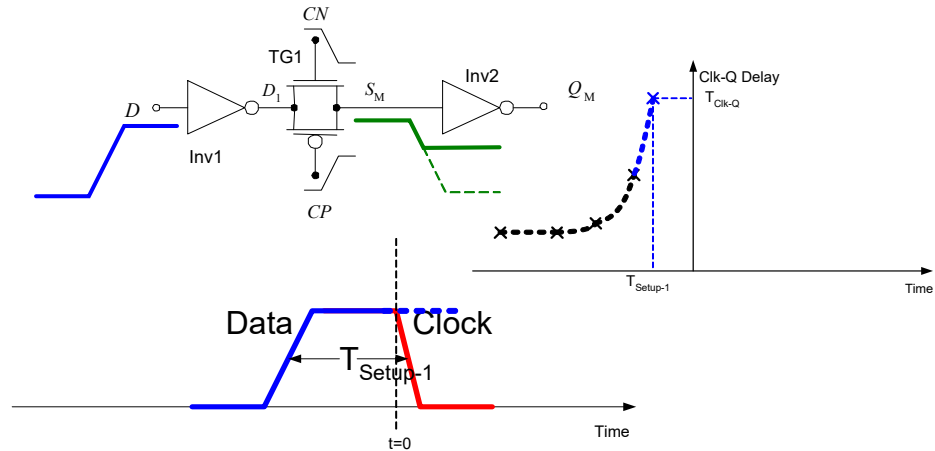 CN
TG1
D
D1
SM
Inv2
QM
Inv1
CP
Clk-Q Delay
TClk-Q
TSetup-1
Time
Data
Clock
TSetup-1
Time
t=0